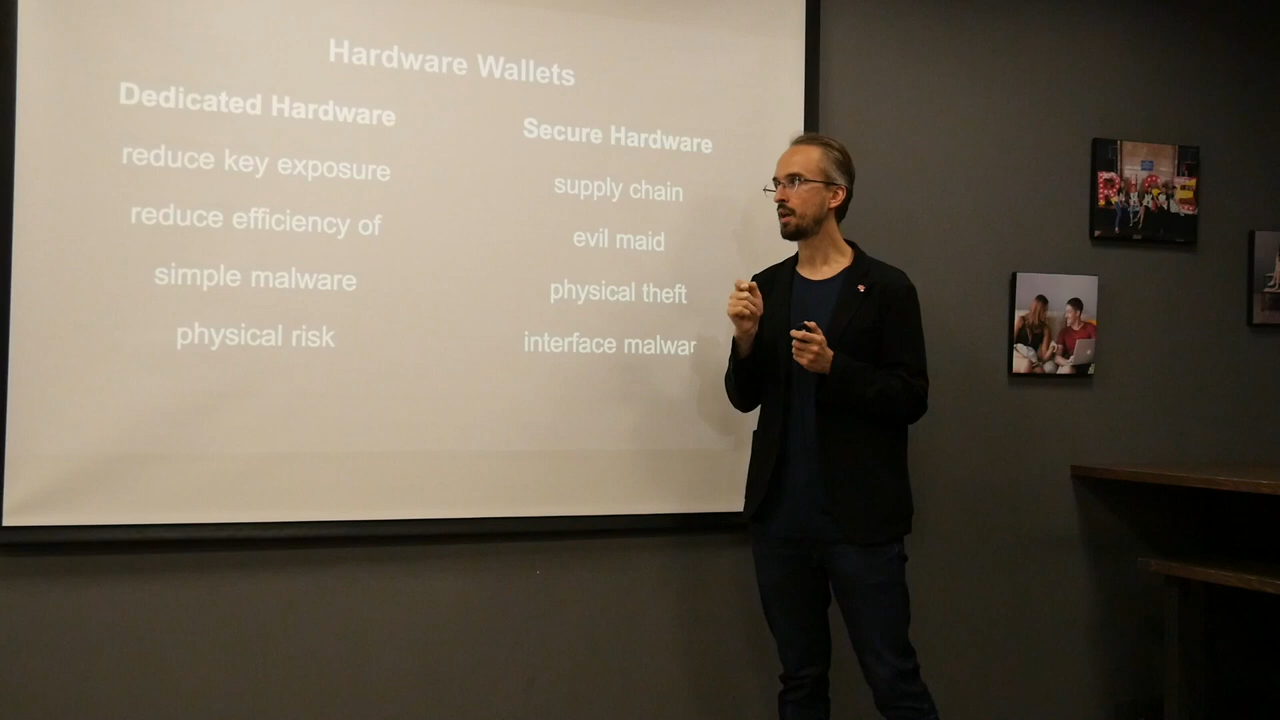 Hardware Wallets
Dedicated Hardware
reduce key exposure
reduce efficiency of
simple malware
physical risk
Secure Hardware
supply chain
evil maid
physical theft
interface malwar